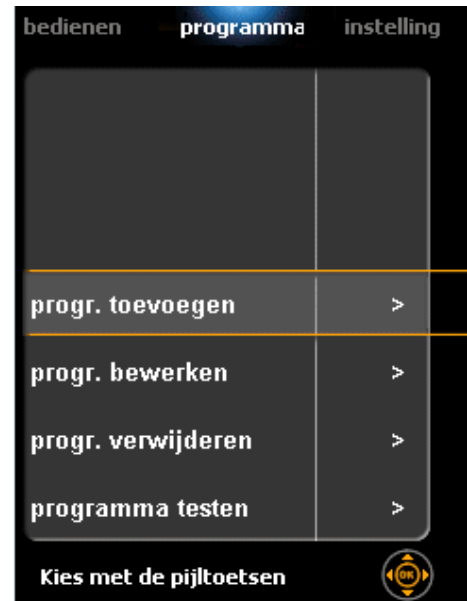 bedienen programma instelling
progr. toevoegen >
progr. bewerken >
progr. verwijderen >
programma testen >
Kies met de pijltoetsen OK